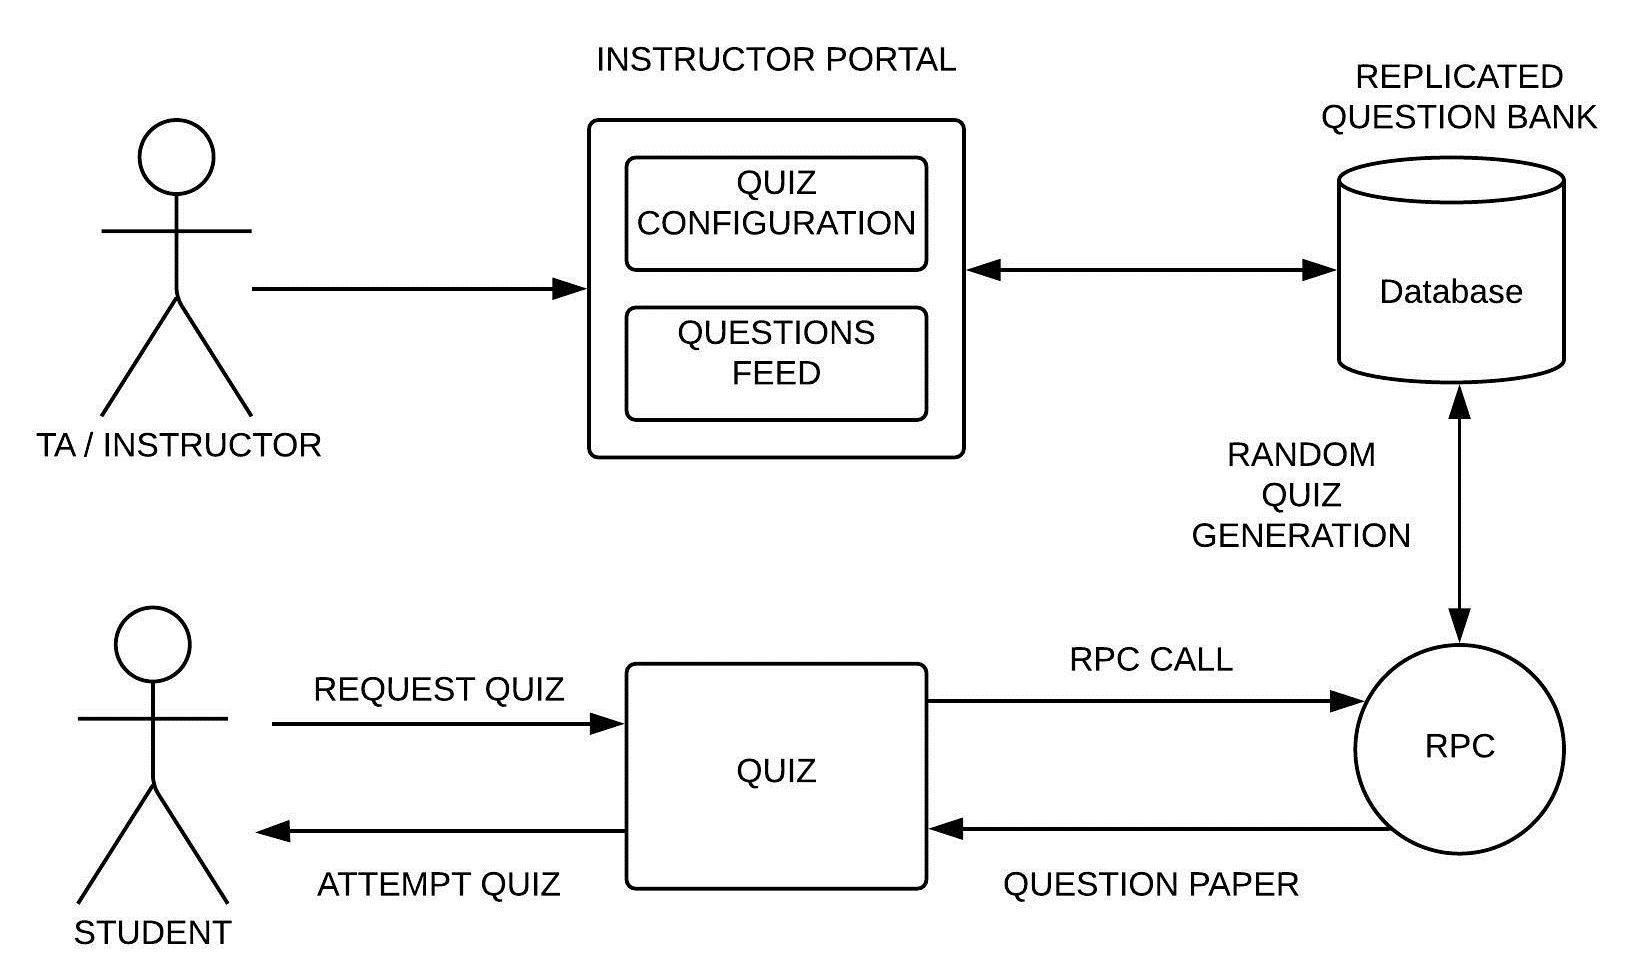 INSTRUCTOR PORTAL
REPLICATED
QUESTION BANK
QUIZ
CONFIGURATION
QUESTIONS
FEED
Database
TA / INSTRUCTOR
RANDOM
QUIZ
GENERATION
REQUEST QUIZ
RPC CALL
QUIZ
RPC
ATTEMPT QUIZ
QUESTION PAPER
STUDENT